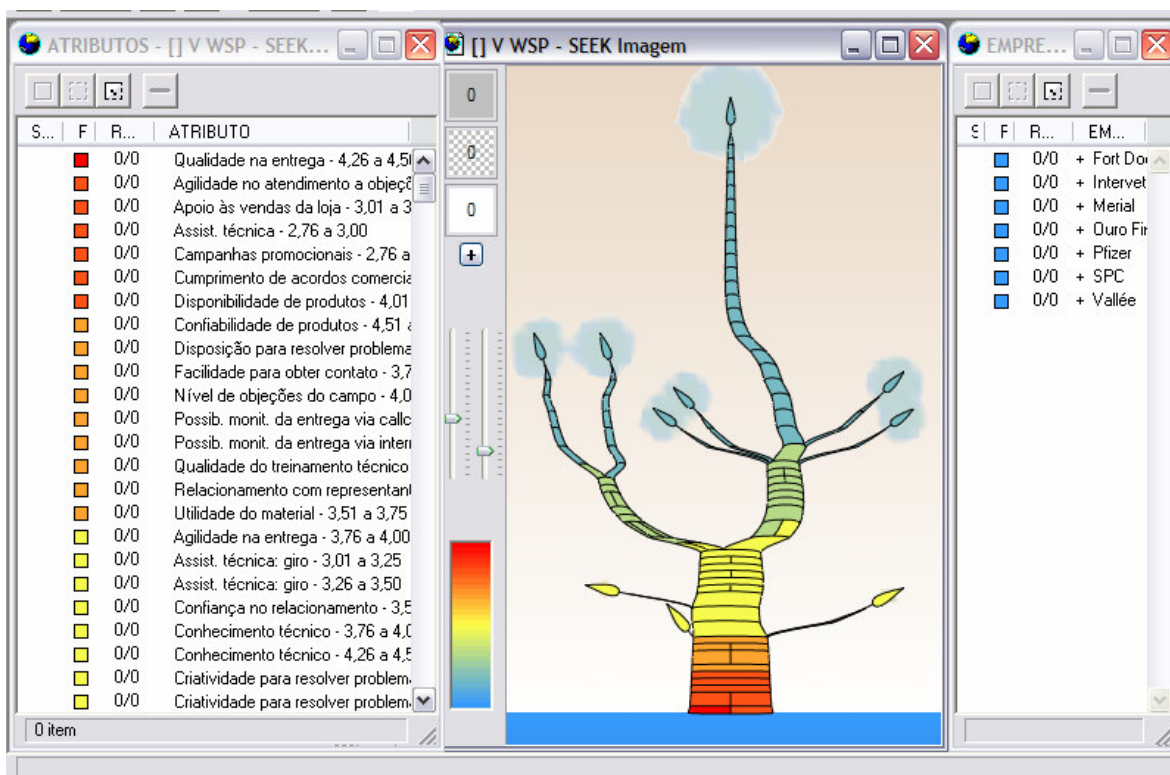 ATRIBUTOS - [] V WSP - SEEK...
S... F R... ATRIBUTO
0/0 Qualidade na entrega - 4,26 a 4,50
0/0 Agilidade no atendimento a objeçõ
0/0 Apoio às vendas da loja - 3,01 a 3
0/0 Assist. técnica - 2,76 a 3,00
0/0 Campanhas promocionais - 2,76 a
0/0 Cumprimento de acordos comercia
0/0 Disponibilidade de produtos - 4,01
0/0 Confiabilidade de produtos - 4,51 a
0/0 Disposição para resolver problema
0/0 Facilidade para obter contato - 3,7
0/0 Nível de objeções do campo - 4,0
0/0 Possib. monit. da entrega via callc
0/0 Possib. monit. da entrega via intern
0/0 Qualidade do treinamento técnico
0/0 Relacionamento com representant
0/0 Utilidade do material - 3,51 a 3,75
0/0 Agilidade na entrega - 3,76 a 4,00
0/0 Assist. técnica: giro - 3,01 a 3,25
0/0 Assist. técnica: giro - 3,26 a 3,50
0/0 Confiança no relacionamento - 3,5
0/0 Conhecimento técnico - 3,76 a 4,0
0/0 Conhecimento técnico - 4,26 a 4,5
0/0 Criatividade para resolver problema
0/0 Criatividade para resolver problema
0 item
[] V WSP - SEEK Imagem
0
0
0
+
EMPRE...
S F R... EM...
0/0 + Fort Do
0/0 + Intervet
0/0 + Merial
0/0 + Ouro Fi
0/0 + Pfizer
0/0 + SPC
0/0 + Vallée